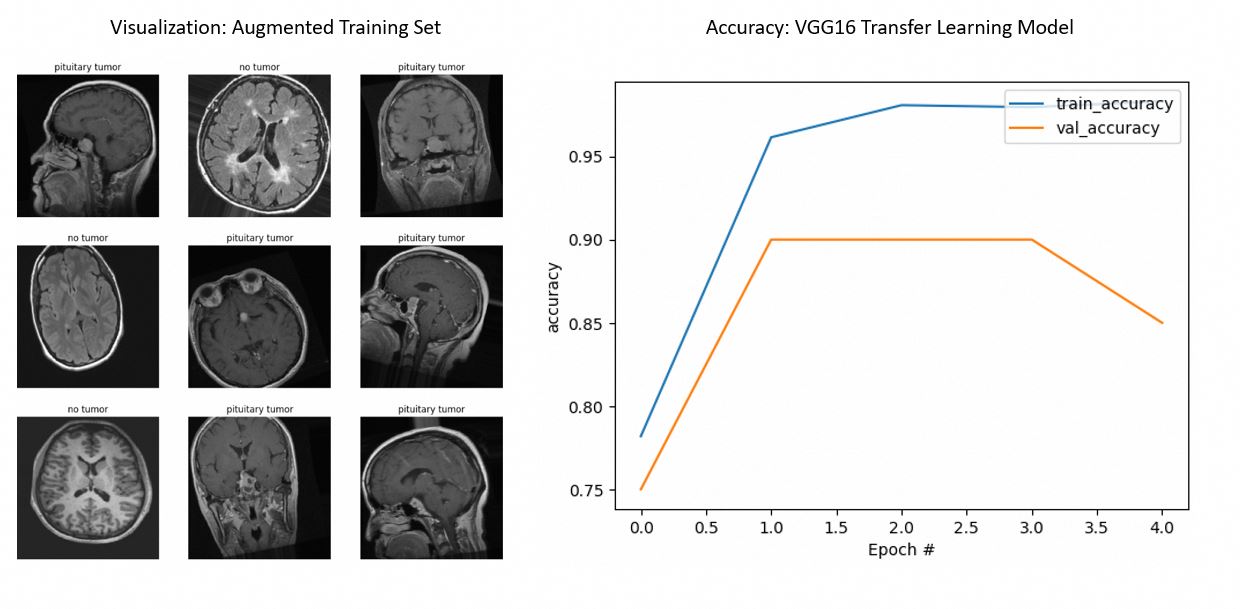 Visualization: Augmented Training Set
pituitary tumor
no tumor
pituitary tumor
no tumor
pituitary tumor
pituitary tumor
no tumor
pituitary tumor
pituitary tumor
Accuracy: VGG16 Transfer Learning Model
train_accuracy
val_accuracy
accuracy
0.95
0.90
0.85
0.80
0.75
0.0 0.5 1.0 1.5 2.0 2.5 3.0 3.5 4.0
Epoch #